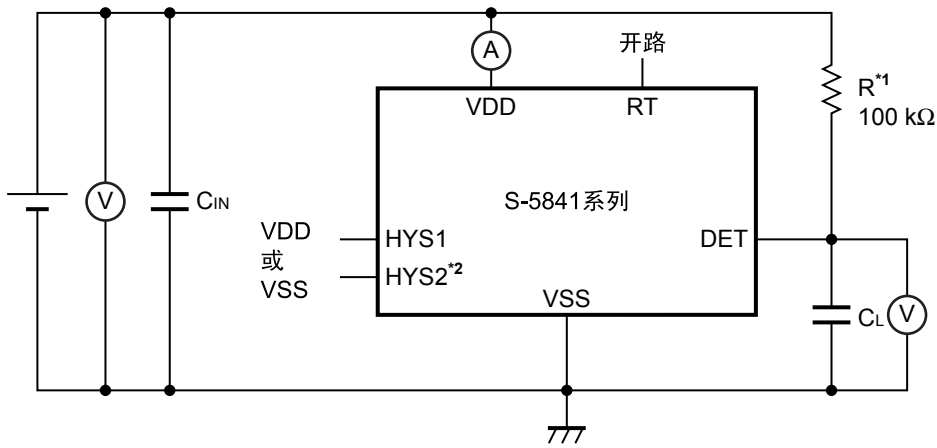 开路
A
VDD
RT
R*1
100 kΩ
S-5841系列
V
CIN
VDD
或
VSS
HYS1
HYS2*2
DET
VSS
CL
V